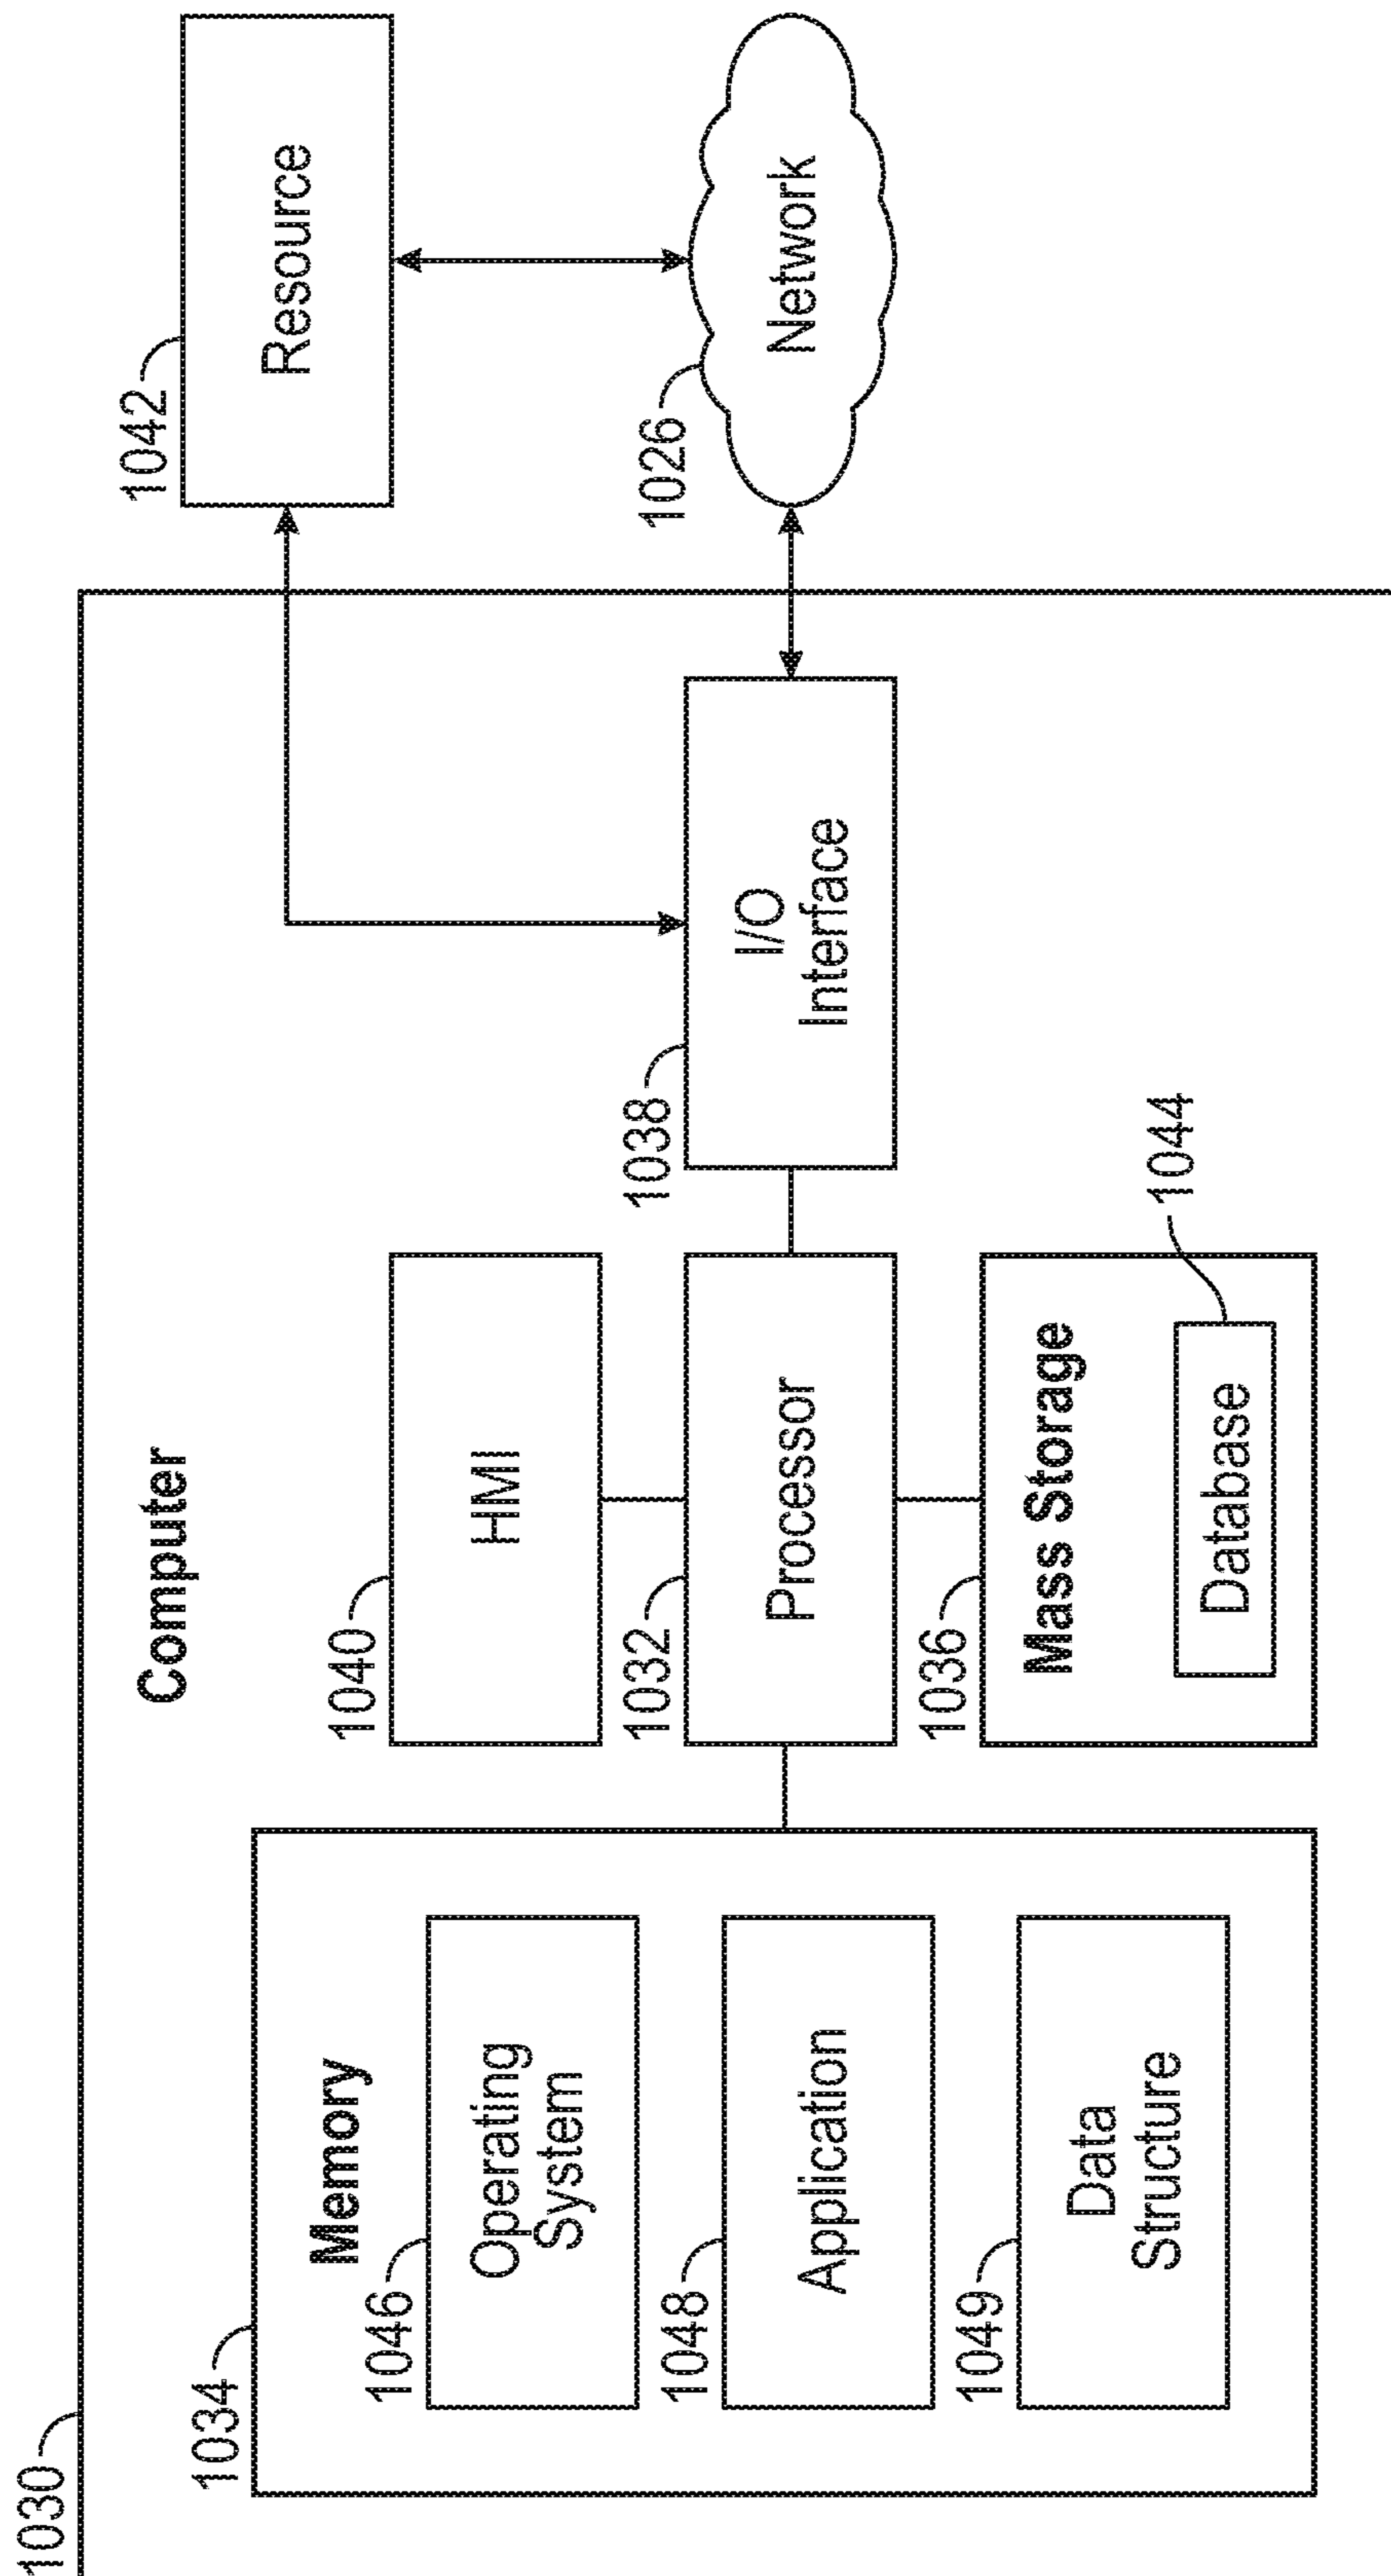 1030
Computer
1034
Memory
1046
Operating
System
1048
Application
1049
Data
Structure
1040
HMI
1032
Processor
1036
Mass Storage
Database
1044
1038
I/O
Interface
1042
Resource
1026
Network